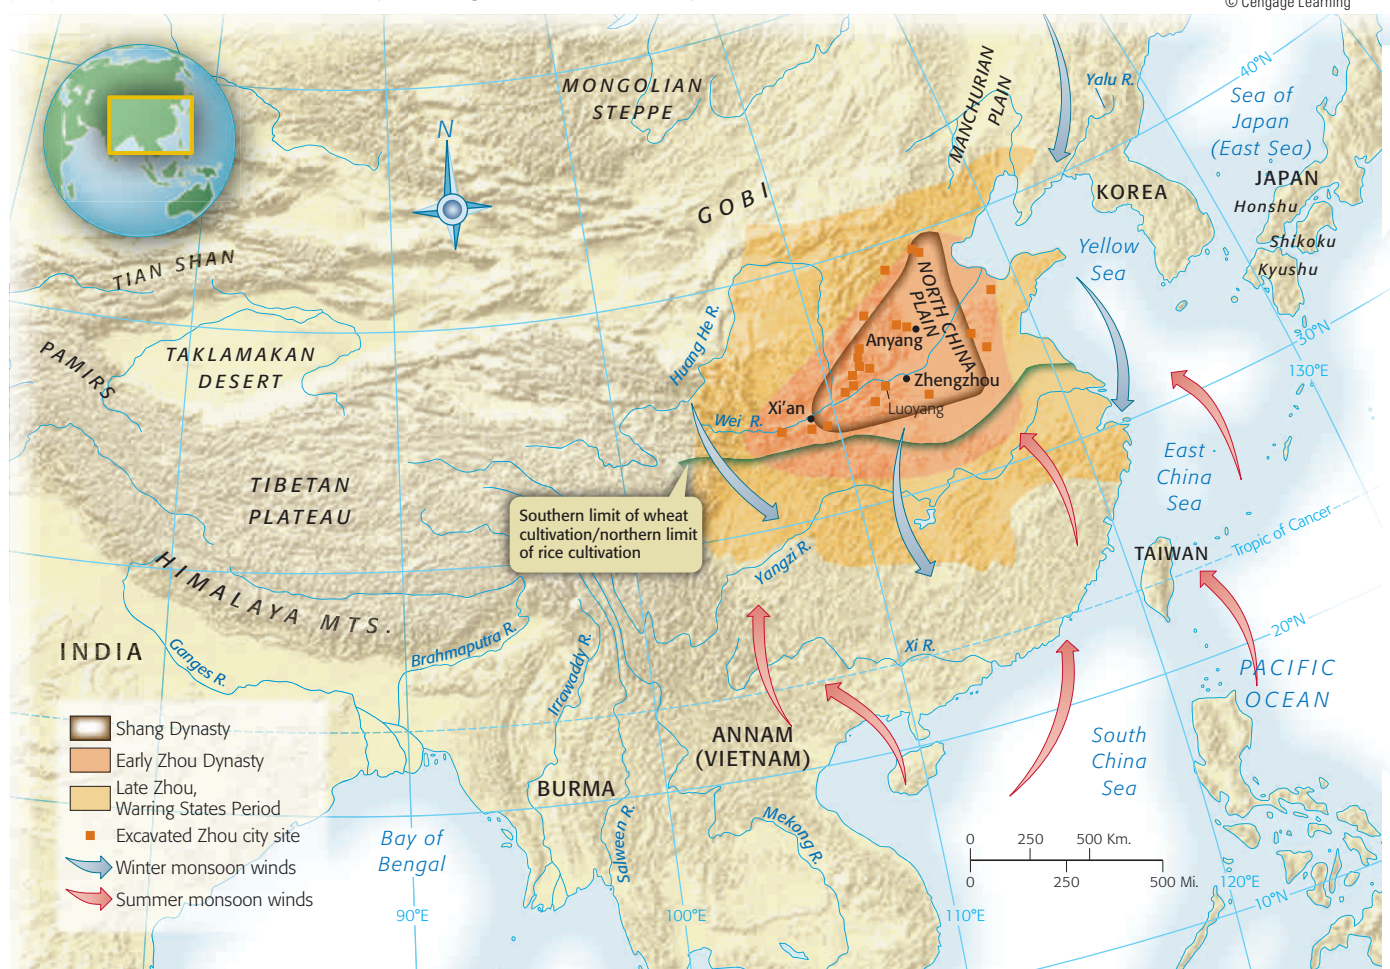 © Cengage Learning
MONGOLIAN
STEPPE
MANCHURIAN
PLAIN
Yalu R.
40°N
Sea of
Japan
(East Sea)
JAPAN
Honshu
Shikoku
Kyushu
KOREA
N
GOBI
Yellow
Sea
TIAN SHAN
NORTH CHINA
PLAIN
30°N
130°E
Huang He R.
Anyang
PAMIRS
TAKLAMAKAN
DESERT
Zhengzhou
Luoyang
Xi'an
Wei R.
East
China
Sea
TIBETAN
PLATEAU
Southern limit of wheat
cultivation/northern limit
of rice cultivation
Yangzi R.
TAIWAN
Tropic of Cancer
HIMALAYA MTS.
INDIA
Ganges R.
Brahmaputra R.
Irrawaddy R.
Xi R.
20°N
PACIFIC
OCEAN
Shang Dynasty
Early Zhou Dynasty
Late Zhou,
Warring States Period
Excavated Zhou city site
Winter monsoon winds
Summer monsoon winds
ANNAM
(VIETNAM)
South
China
Sea
BURMA
Bay of
Bengal
Salween R.
Mekong R.
0 250 500 Km.
0 250 500 Mi.
90°E
100°E
110°E
120°E
10°N